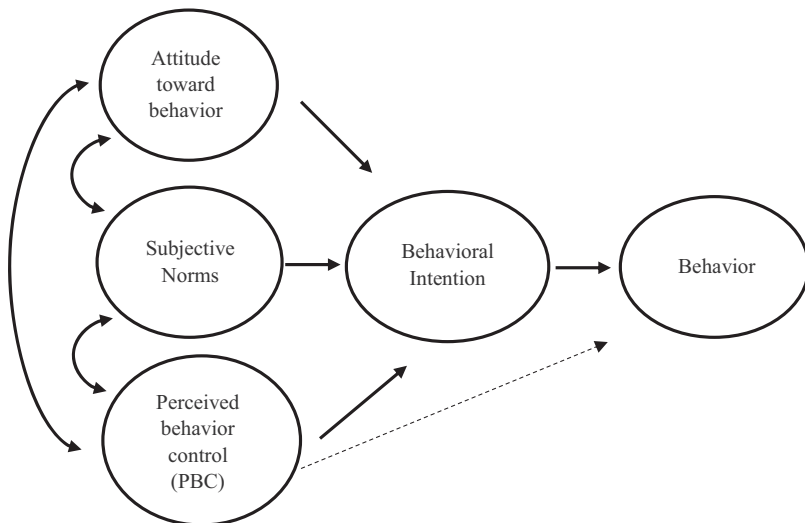 Attitude
toward
behavior
Subjective
Norms
Behavioral
Intention
Behavior
Perceived
behavior
control
(PBC)